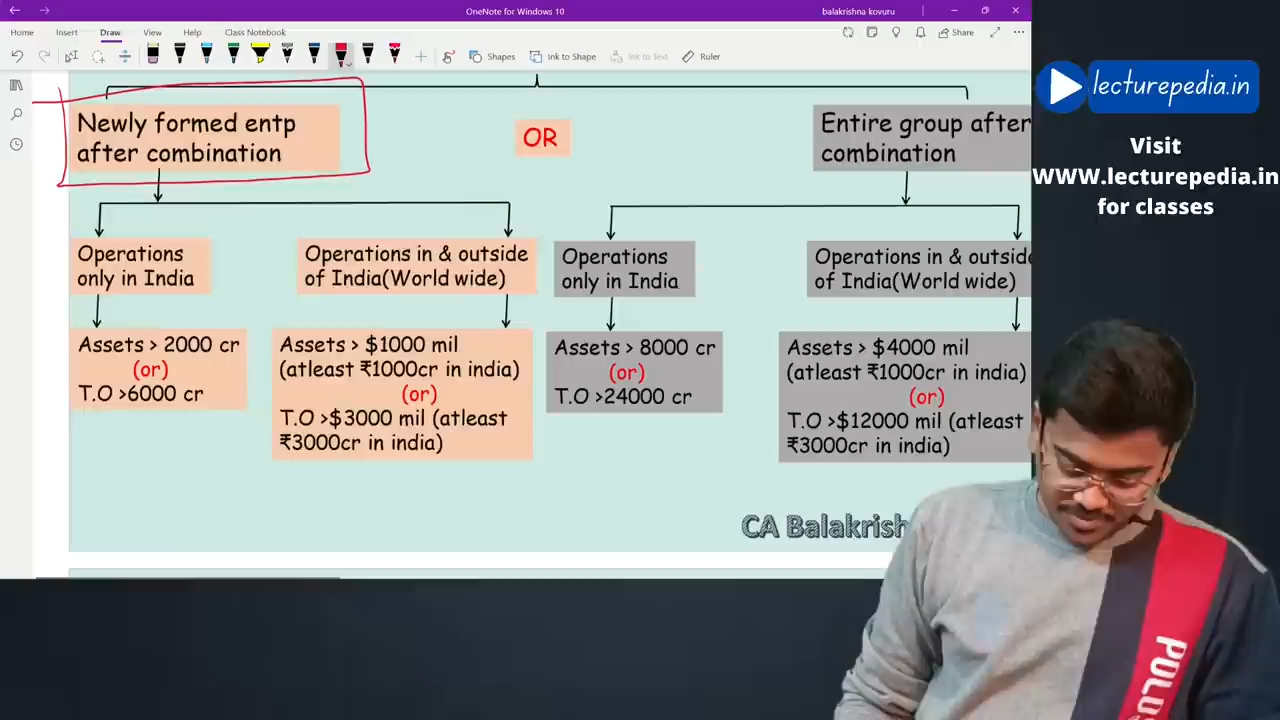 OneNote for Windows 10
balakrishna kovuru
Home Insert Draw View Help Class Notebook
Share
Shapes Ink to Shape Ink to Text Ruler
Newly formed entp
after combination
OR
Entire group after
combination
Operations
only in India
Operations in & outside
of India(World wide)
Operations
only in India
Operations in & outside
of India(World wide)
Assets > 2000 cr
(or)
T.O >6000 cr
Assets > $1000 mil
(atleast ₹1000cr in india)
(or)
T.O >$3000 mil (atleast
₹3000cr in india)
Assets > 8000 cr
(or)
T.O >24000 cr
Assets > $4000 mil
(atleast ₹1000cr in india)
(or)
T.O >$12000 mil (atleast
₹3000cr in india)
CA Balakrish
lecturepedia.in
Visit
WWW.lecturepedia.in
for classes
POLO